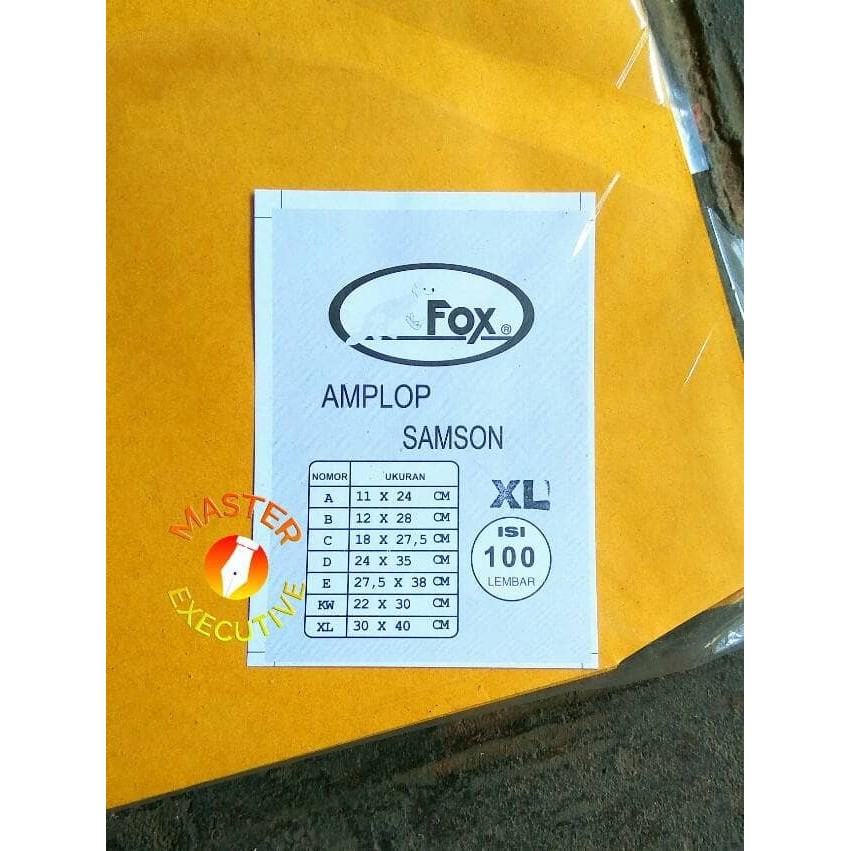 Fox ®
AMPLOP
SAMSON
NOMOR UKURAN
A 11 X 24 CM
B 12 X 28 CM
C 18 X 27,5 CM
D 24 X 35 CM
E 27,5 X 38 CM
KW 22 X 30 CM
XL 30 X 40 CM
XL
ISI
100
LEMBAR
MASTER
EXECUTIVE